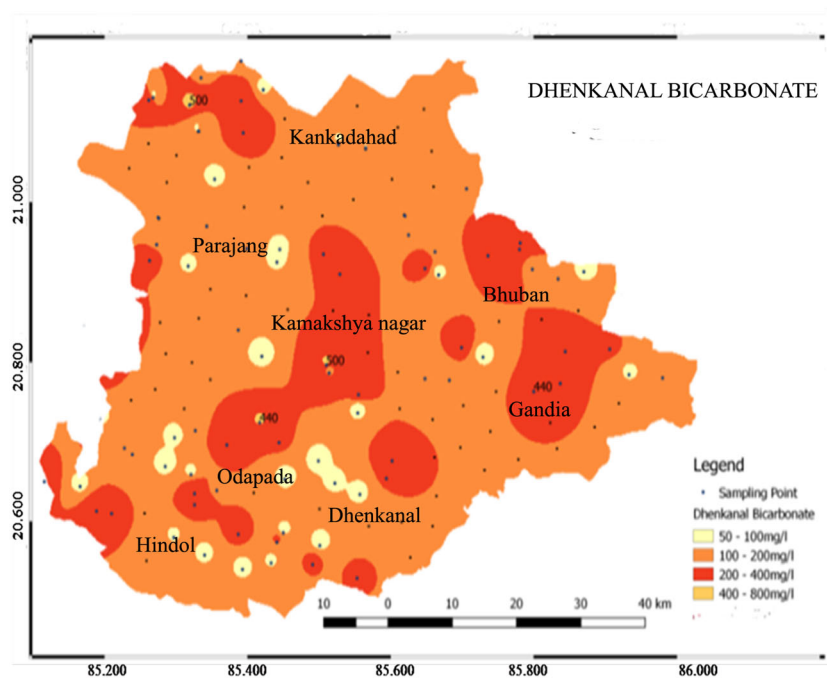 DHENKANAL BICARBONATE
500
Kankadahad
21.000
Parajang
Bhuban
Kamakshya nagar
20.800
500
440
Gandia
440
Odapada
Legend
Sampling Point
Dhenkanal Bicarbonate
50 - 100mg/l
100 - 200mg/l
200 - 400mg/l
400 - 800mg/l
20.600
Dhenkanal
Hindol
10 0 10 20 30 40 km
85.200 85.400 85.600 85.800 86.000